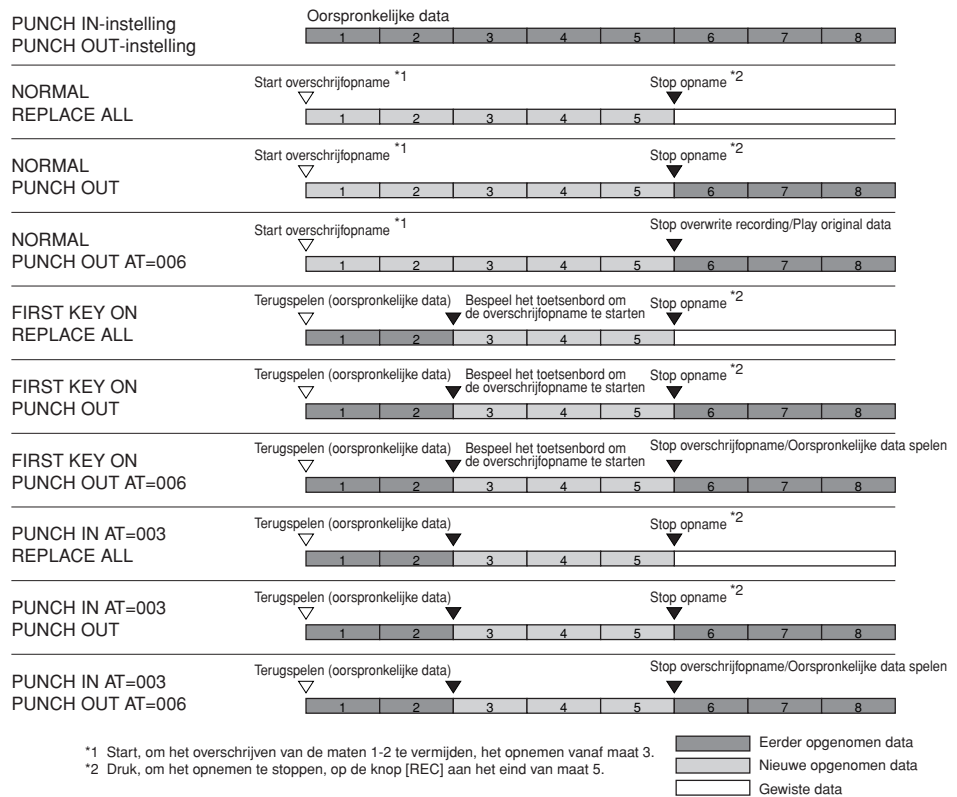 PUNCH IN-instelling
PUNCH OUT-instelling
Oorspronkelijke data
1 2 3 4 5 6 7 8
NORMAL
REPLACE ALL
Start overschrijfopname *1
Stop opname *2
1 2 3 4 5
NORMAL
PUNCH OUT
Start overschrijfopname *1
Stop opname *2
1 2 3 4 5 6 7 8
NORMAL
PUNCH OUT AT=006
Start overschrijfopname *1
Stop overwrite recording/Play original data
1 2 3 4 5 6 7 8
FIRST KEY ON
REPLACE ALL
Terugspelen (oorspronkelijke data)
Bespeel het toetsenbord om
de overschrijfopname te starten
Stop opname *2
1 2 3 4 5
FIRST KEY ON
PUNCH OUT
Terugspelen (oorspronkelijke data)
Bespeel het toetsenbord om
de overschrijfopname te starten
Stop opname *2
1 2 3 4 5 6 7 8
FIRST KEY ON
PUNCH OUT AT=006
Terugspelen (oorspronkelijke data)
Bespeel het toetsenbord om
de overschrijfopname te starten
Stop overschrijfopname/Oorspronkelijke data spelen
1 2 3 4 5 6 7 8
PUNCH IN AT=003
REPLACE ALL
Terugspelen (oorspronkelijke data)
Stop opname *2
1 2 3 4 5
PUNCH IN AT=003
PUNCH OUT
Terugspelen (oorspronkelijke data)
Stop opname *2
1 2 3 4 5 6 7 8
PUNCH IN AT=003
PUNCH OUT AT=006
Terugspelen (oorspronkelijke data)
Stop overschrijfopname/Oorspronkelijke data spelen
1 2 3 4 5 6 7 8
*1 Start, om het overschrijven van de maten 1-2 te vermijden, het opnemen vanaf maat 3.
*2 Druk, om het opnemen te stoppen, op de knop [REC] aan het eind van maat 5.
Eerder opgenomen data
Nieuwe opgenomen data
Gewiste data